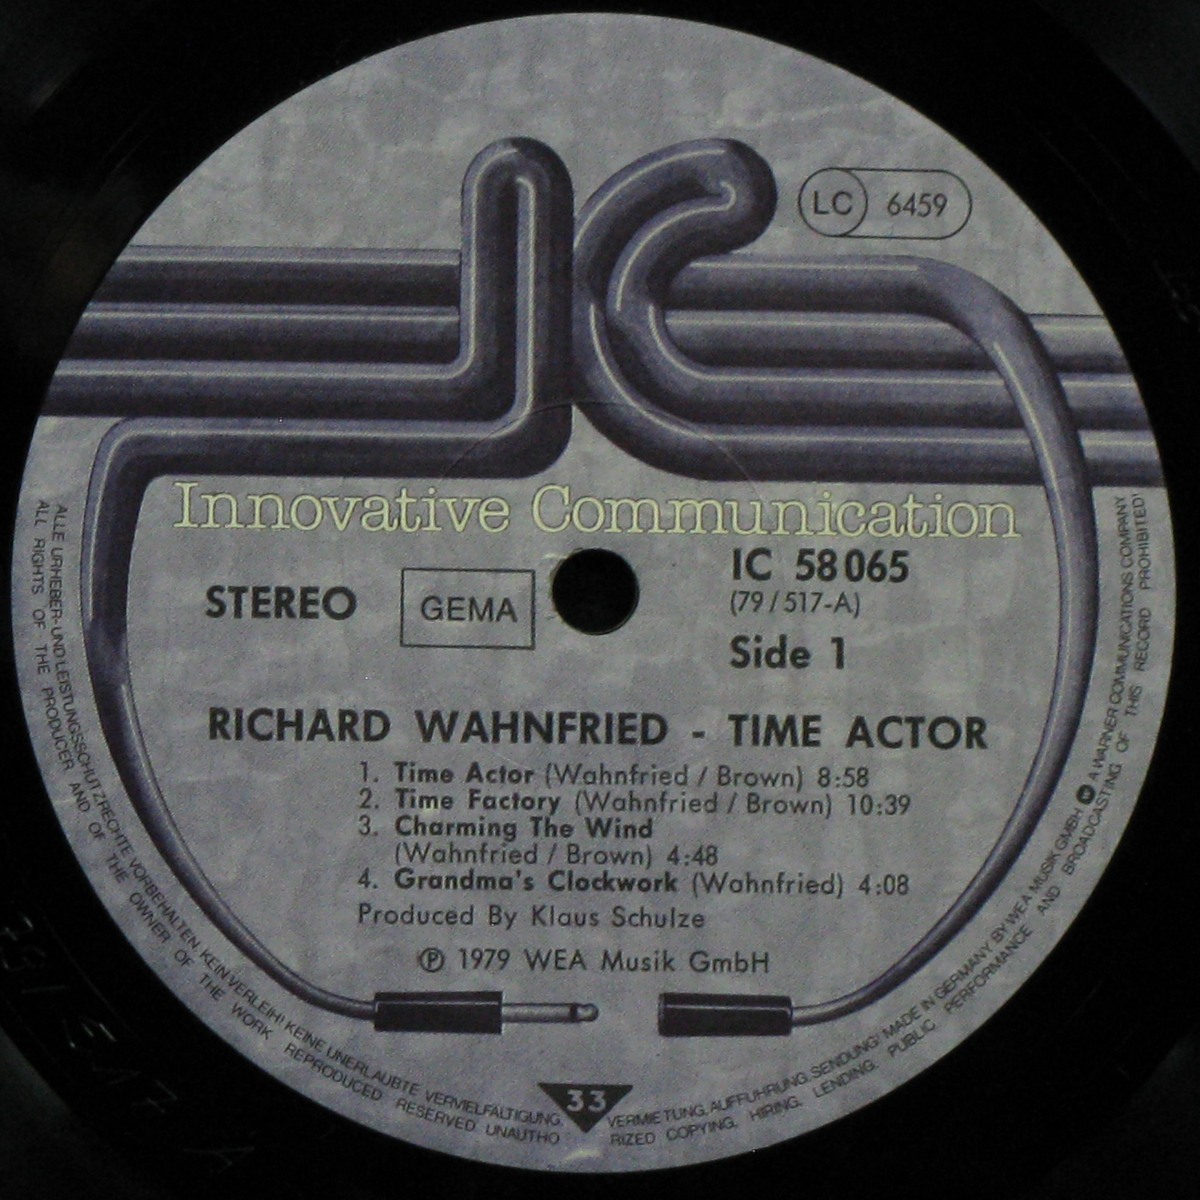 LC 6459
Innovative Communication
STEREO
GEMA
IC 58 065
(79/517-A)
Side 1
RICHARD WAHNFRIED - TIME ACTOR
1. Time Actor (Wahnfried / Brown) 8:58
2. Time Factory (Wahnfried / Brown) 10:39
3. Charming The Wind
(Wahnfried / Brown) 4:48
4. Grandma's Clockwork (Wahnfried) 4:08
Produced By Klaus Schulze
℗ 1979 WEA Musik GmbH
33
ALLE URHEBER- UND LEISTUNGSSCHUTZRECHTE VORBEHALTEN. KEIN VERLEIH! KEINE UNERLAUBTE VERVIELFÄLTIGUNG, VERMIETUNG, AUFFÜHRUNG, SENDUNG! MADE IN GERMANY BY WEA MUSIK GMBH W A WARNER COMMUNICATIONS COMPANY
ALL RIGHTS OF THE PRODUCER AND OF THE OWNER OF THE WORK REPRODUCED RESERVED UNAUTHORIZED COPYING, HIRING, LENDING, PUBLIC PERFORMANCE AND BROADCASTING OF THIS RECORD PROHIBITED!